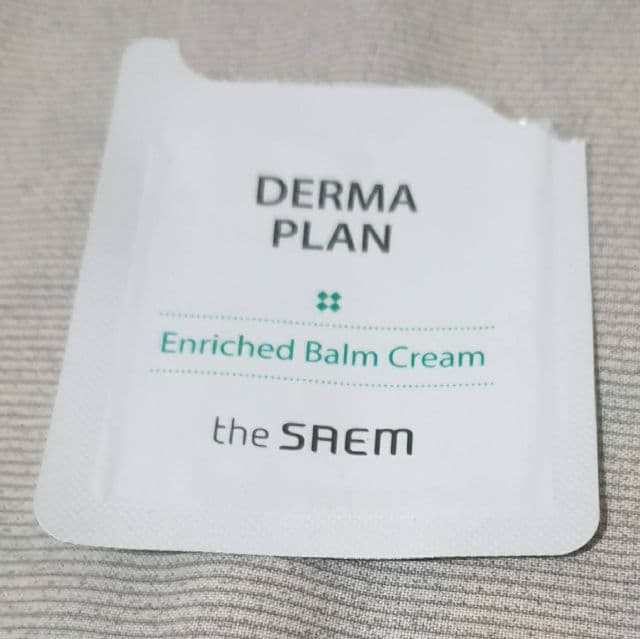 DERMA
PLAN
Enriched Balm Cream
the SAEM